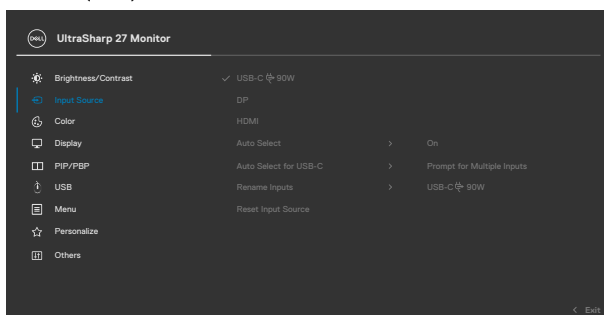 DELL UltraSharp 27 Monitor
Brightness/Contrast ✓ USB-C 90W
Input Source DP
Color HDMI
Display Auto Select > On
PIP/PBP Auto Select for USB-C > Prompt for Multiple Inputs
USB Rename Inputs > USB-C 90W
Menu Reset Input Source
Personalize
Others
< Exit